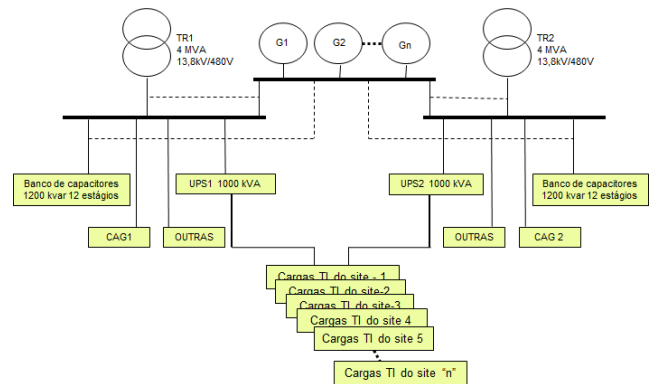 TR1
4 MVA
13,8kV/480V
G1
G2
Gn
TR2
4 MVA
13,8kV/480V
Banco de capacitores
1200 kvar 12 estágios
UPS1 1000 kVA
UPS2 1000 kVA
Banco de capacitores
1200 kvar 12 estágios
CAG1
OUTRAS
OUTRAS
CAG 2
Cargas TI do site - 1
Cargas TI do site-2
Cargas TI do site-3
Cargas TI do site 4
Cargas TI do site 5
Cargas TI do site "n"